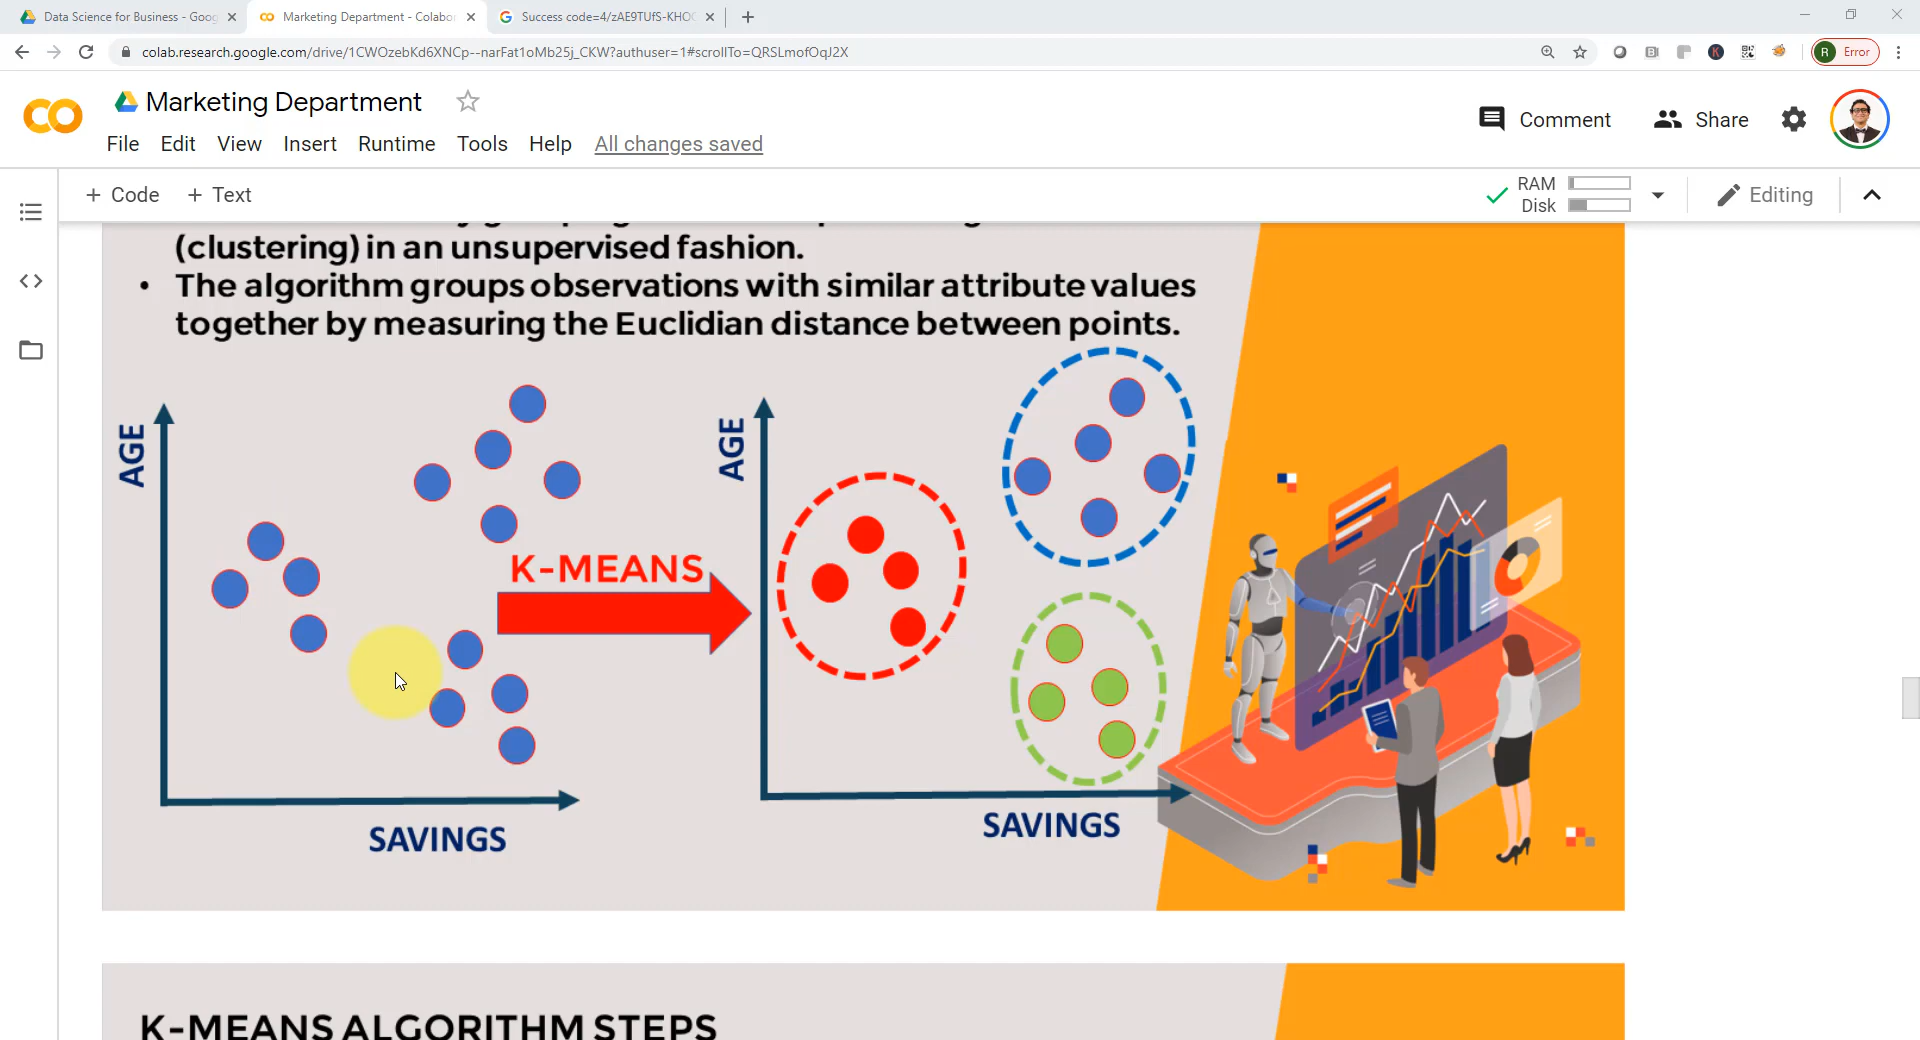 Data Science for Business - Goog
Marketing Department - Colabor
Success code=4/zAE9TUfS-KHO
colab.research.google.com/drive/1CWOzebKd6XNCp--narFat1oMb25j_CKW?authuser=1#scrollTo=QRSLmofOqJ2X
R Error
Marketing Department
Comment
Share
File Edit View Insert Runtime Tools Help All changes saved
+ Code + Text
RAM
Disk
Editing
(clustering) in an unsupervised fashion.
• The algorithm groups observations with similar attribute values
together by measuring the Euclidian distance between points.
AGE
K-MEANS
SAVINGS
AGE
SAVINGS
K-MEANS ALGORITHM STEPS